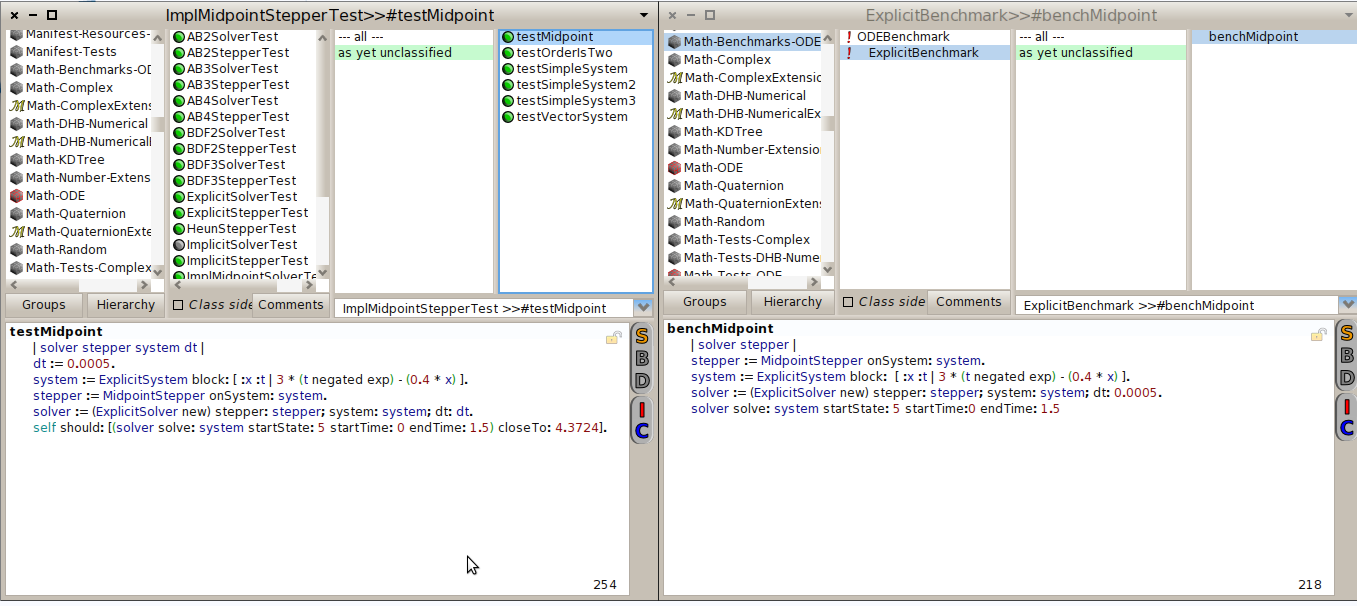 ImplMidpointStepperTest>>#testMidpoint
Manifest-Resources-
Manifest-Tests
Math-Benchmarks-OD
Math-Complex
Math-ComplexExtens
Math-DHB-Numerical
Math-DHB-Numerical
Math-KDTree
Math-Number-Extens
Math-ODE
Math-Quaternion
Math-QuaternionExte
Math-Random
Math-Tests-Complex
AB2SolverTest
AB2StepperTest
AB3SolverTest
AB3StepperTest
AB4SolverTest
AB4StepperTest
BDF2SolverTest
BDF2StepperTest
BDF3SolverTest
BDF3StepperTest
ExplicitSolverTest
ExplicitStepperTest
HeunStepperTest
ImplicitSolverTest
ImplicitStepperTest
ImplMidpointSolverTe
--- all ---
as yet unclassified
testMidpoint
testOrderIsTwo
testSimpleSystem
testSimpleSystem2
testSimpleSystem3
testVectorSystem
Groups
Hierarchy
Class side
Comments
ImplMidpointStepperTest >>#testMidpoint
testMidpoint
| solver stepper system dt |
dt := 0.0005.
system := ExplicitSystem block: [ :x :t | 3 * (t negated exp) - (0.4 * x) ].
stepper := MidpointStepper onSystem: system.
solver := (ExplicitSolver new) stepper: stepper; system: system; dt: dt.
self should: [(solver solve: system startState: 5 startTime: 0 endTime: 1.5) closeTo: 4.3724].
S
B
D
I
C
254
ExplicitBenchmark>>#benchMidpoint
Math-Benchmarks-ODE
Math-Complex
Math-ComplexExtensio
Math-DHB-Numerical
Math-DHB-NumericalEx
Math-KDTree
Math-Number-Extensio
Math-ODE
Math-Quaternion
Math-QuaternionExtens
Math-Random
Math-Tests-Complex
Math-Tests-DHB-Nume
Math-Tests-ODE
ODEBenchmark
ExplicitBenchmark
--- all ---
as yet unclassified
benchMidpoint
Groups
Hierarchy
Class side
Comments
ExplicitBenchmark >>#benchMidpoint
benchMidpoint
| solver stepper |
stepper := MidpointStepper onSystem: system.
system := ExplicitSystem block:  [ :x :t | 3 * (t negated exp) - (0.4 * x) ].
solver := (ExplicitSolver new) stepper: stepper; system: system; dt: 0.0005.
solver solve: system startState: 5 startTime:0 endTime: 1.5
S
B
D
I
C
218